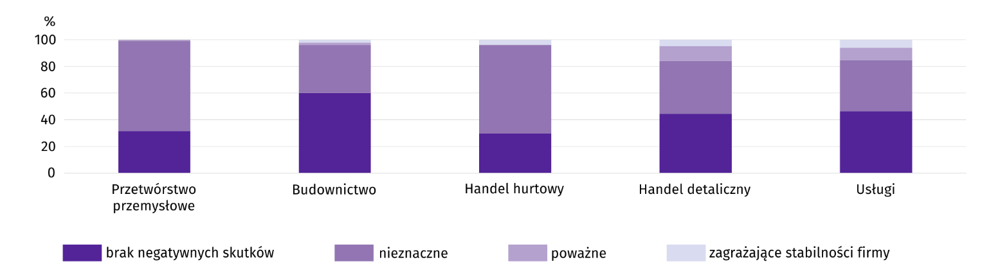 %
100
80
60
40
20
0
Przetwórstwo
przemysłowe
Budownictwo
Handel hurtowy
Handel detaliczny
Usługi
brak negatywnych skutków
nieznaczne
poważne
zagrażające stabilności firmy